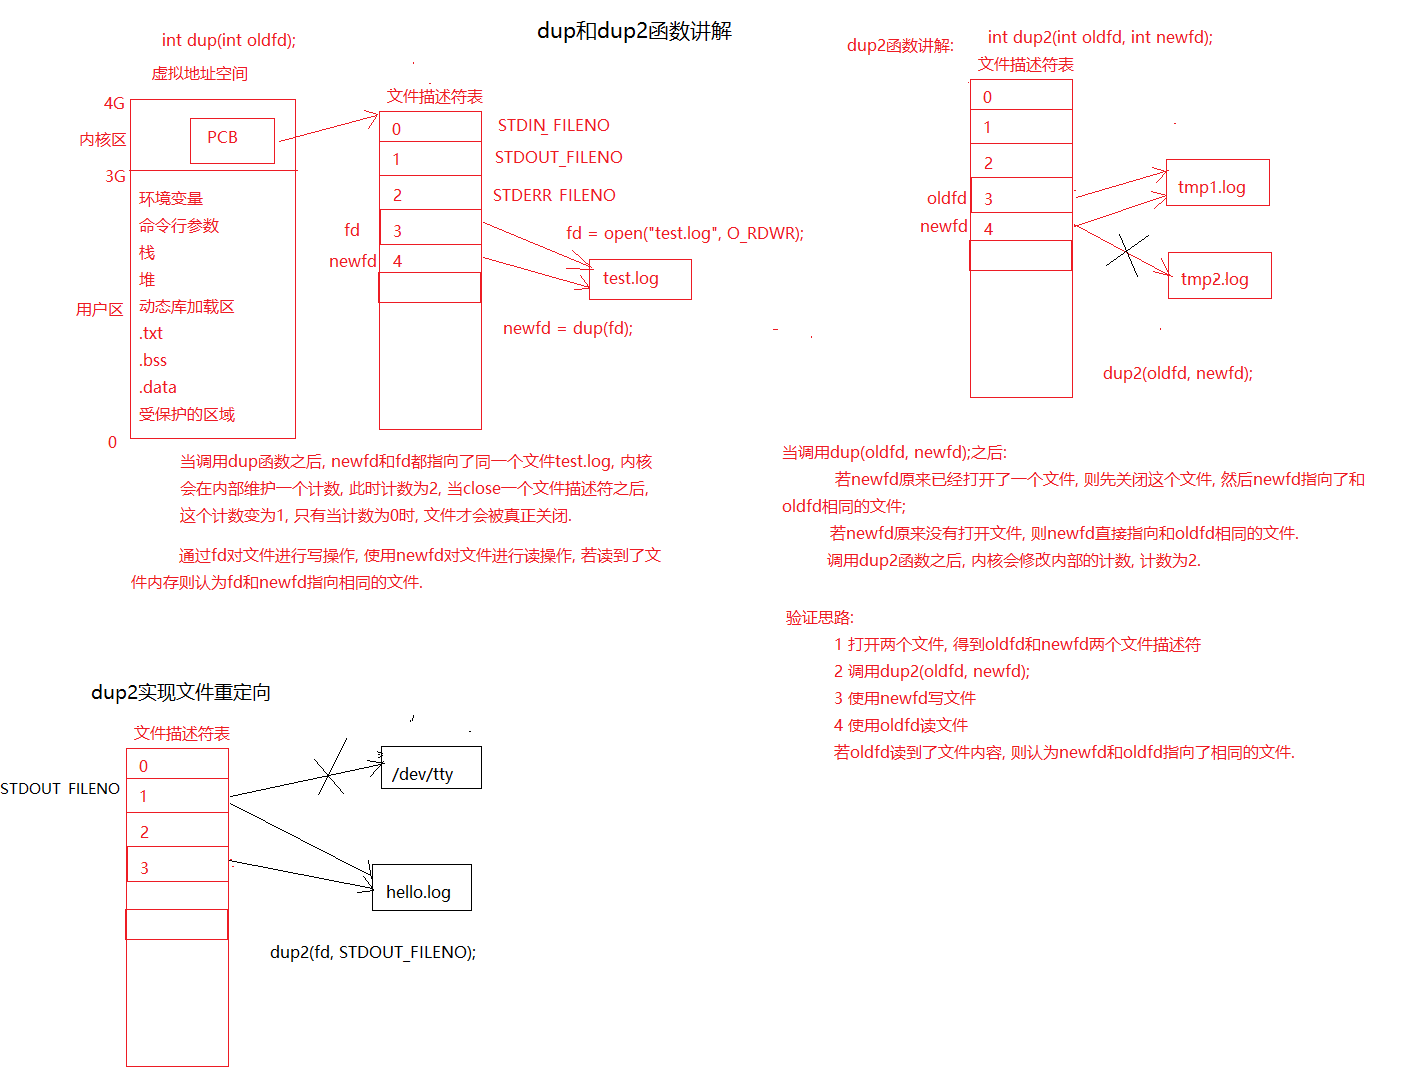 dup和dup2函数讲解
int dup(int oldfd);
虚拟地址空间
4G
内核区
PCB
3G
环境变量
命令行参数
栈
堆
用户区
动态库加载区
.txt
.bss
.data
受保护的区域
0
文件描述符表
0
STDIN_FILENO
1
STDOUT_FILENO
2
STDERR FILENO
fd
3
fd = open("test.log", O_RDWR);
newfd
4
test.log
newfd = dup(fd);
当调用dup函数之后, newfd和fd都指向了同一个文件test.log, 内核
会在内部维护一个计数, 此时计数为2, 当close一个文件描述符之后,
这个计数变为1, 只有当计数为0时, 文件才会被真正关闭.
通过fd对文件进行写操作, 使用newfd对文件进行读操作, 若读到了文
件内存则认为fd和newfd指向相同的文件.
dup2函数讲解:
int dup2(int oldfd, int newfd);
文件描述符表
0
1
2
oldfd
3
tmp1.log
newfd
4
tmp2.log
dup2(oldfd, newfd);
当调用dup(oldfd, newfd);之后:
若newfd原来已经打开了一个文件, 则先关闭这个文件, 然后newfd指向了和
oldfd相同的文件;
若newfd原来没有打开文件, 则newfd直接指向和oldfd相同的文件.
调用dup2函数之后, 内核会修改内部的计数, 计数为2.
验证思路:
1 打开两个文件, 得到oldfd和newfd两个文件描述符
2 调用dup2(oldfd, newfd);
3 使用newfd写文件
4 使用oldfd读文件
若oldfd读到了文件内容, 则认为newfd和oldfd指向了相同的文件.
dup2实现文件重定向
文件描述符表
0
/dev/tty
STDOUT FILENO
1
2
3
hello.log
dup2(fd, STDOUT_FILENO);